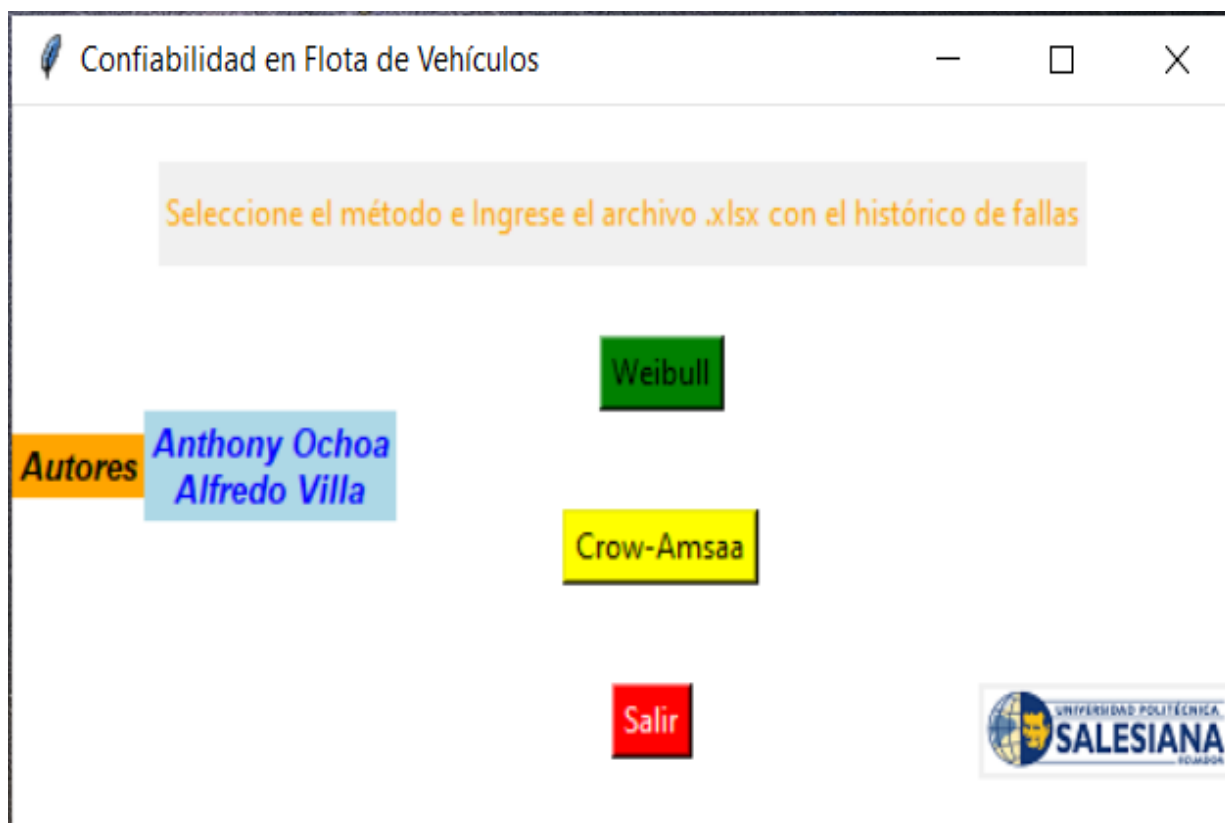 Confiabilidad en Flota de Vehículos
Seleccione el método e Ingrese el archivo .xlsx con el histórico de fallas
Weibull
Autores
Anthony Ochoa
Alfredo Villa
Crow-Amsaa
Salir
UNIVERSIDAD POLITÉCNICA
SALESIANA
ECUADOR